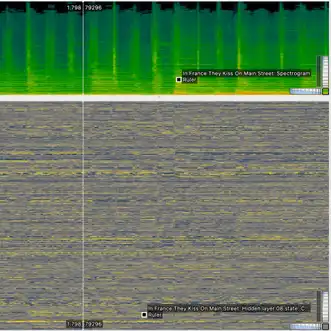 1:798 79296
In France They Kiss On Main Street: Spectrogram
Ruler
In France They Kiss On Main Street: Hidden layer 08 state: C...
Ruler
1:798 79296